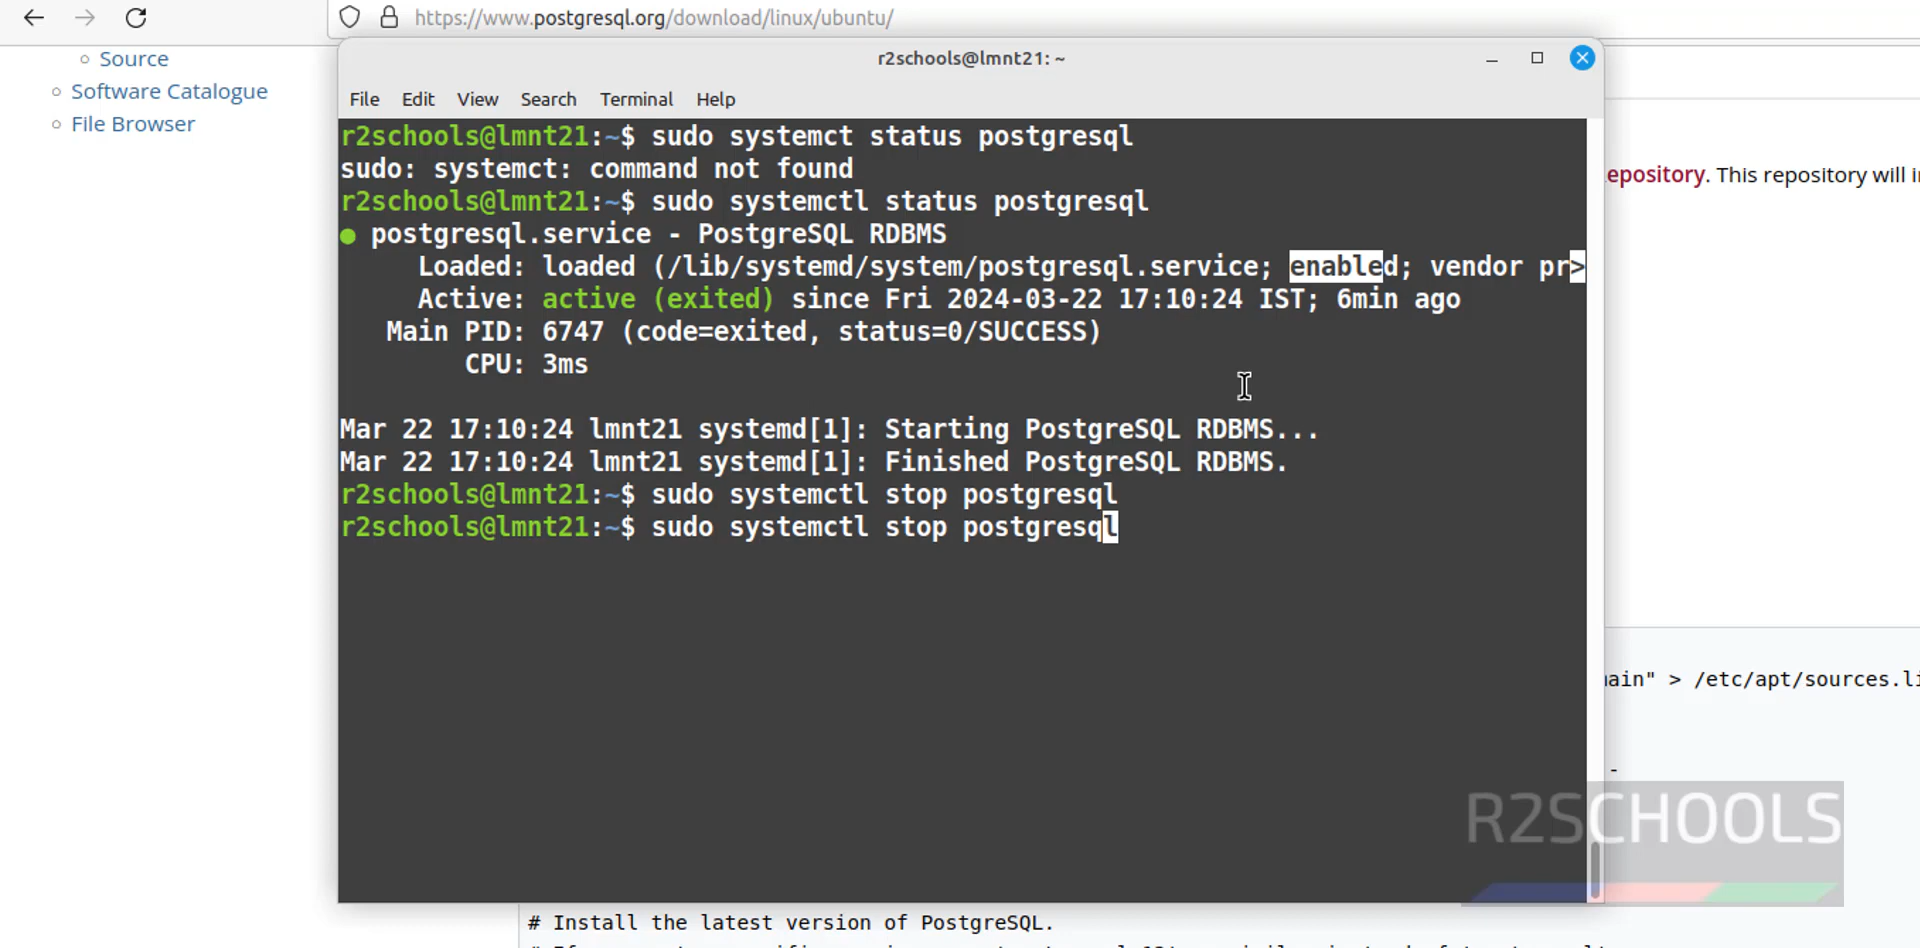 https://www.postgresql.org/download/linux/ubuntu/
Source
Software Catalogue
File Browser
r2schools@lmnt21: ~
File Edit View Search Terminal Help
r2schools@lmnt21:~$ sudo systemct status postgresql
sudo: systemct: command not found
r2schools@lmnt21:~$ sudo systemctl status postgresql
● postgresql.service - PostgreSQL RDBMS
Loaded: loaded (/lib/systemd/system/postgresql.service; enabled; vendor pr>
Active: active (exited) since Fri 2024-03-22 17:10:24 IST; 6min ago
Main PID: 6747 (code=exited, status=0/SUCCESS)
CPU: 3ms
Mar 22 17:10:24 lmnt21 systemd[1]: Starting PostgreSQL RDBMS...
Mar 22 17:10:24 lmnt21 systemd[1]: Finished PostgreSQL RDBMS.
r2schools@lmnt21:~$ sudo systemctl stop postgresql
r2schools@lmnt21:~$ sudo systemctl stop postgresql
epository. This repository will i
ain" > /etc/apt/sources.li
-
R2SCHOOLS
# Install the latest version of PostgreSQL.